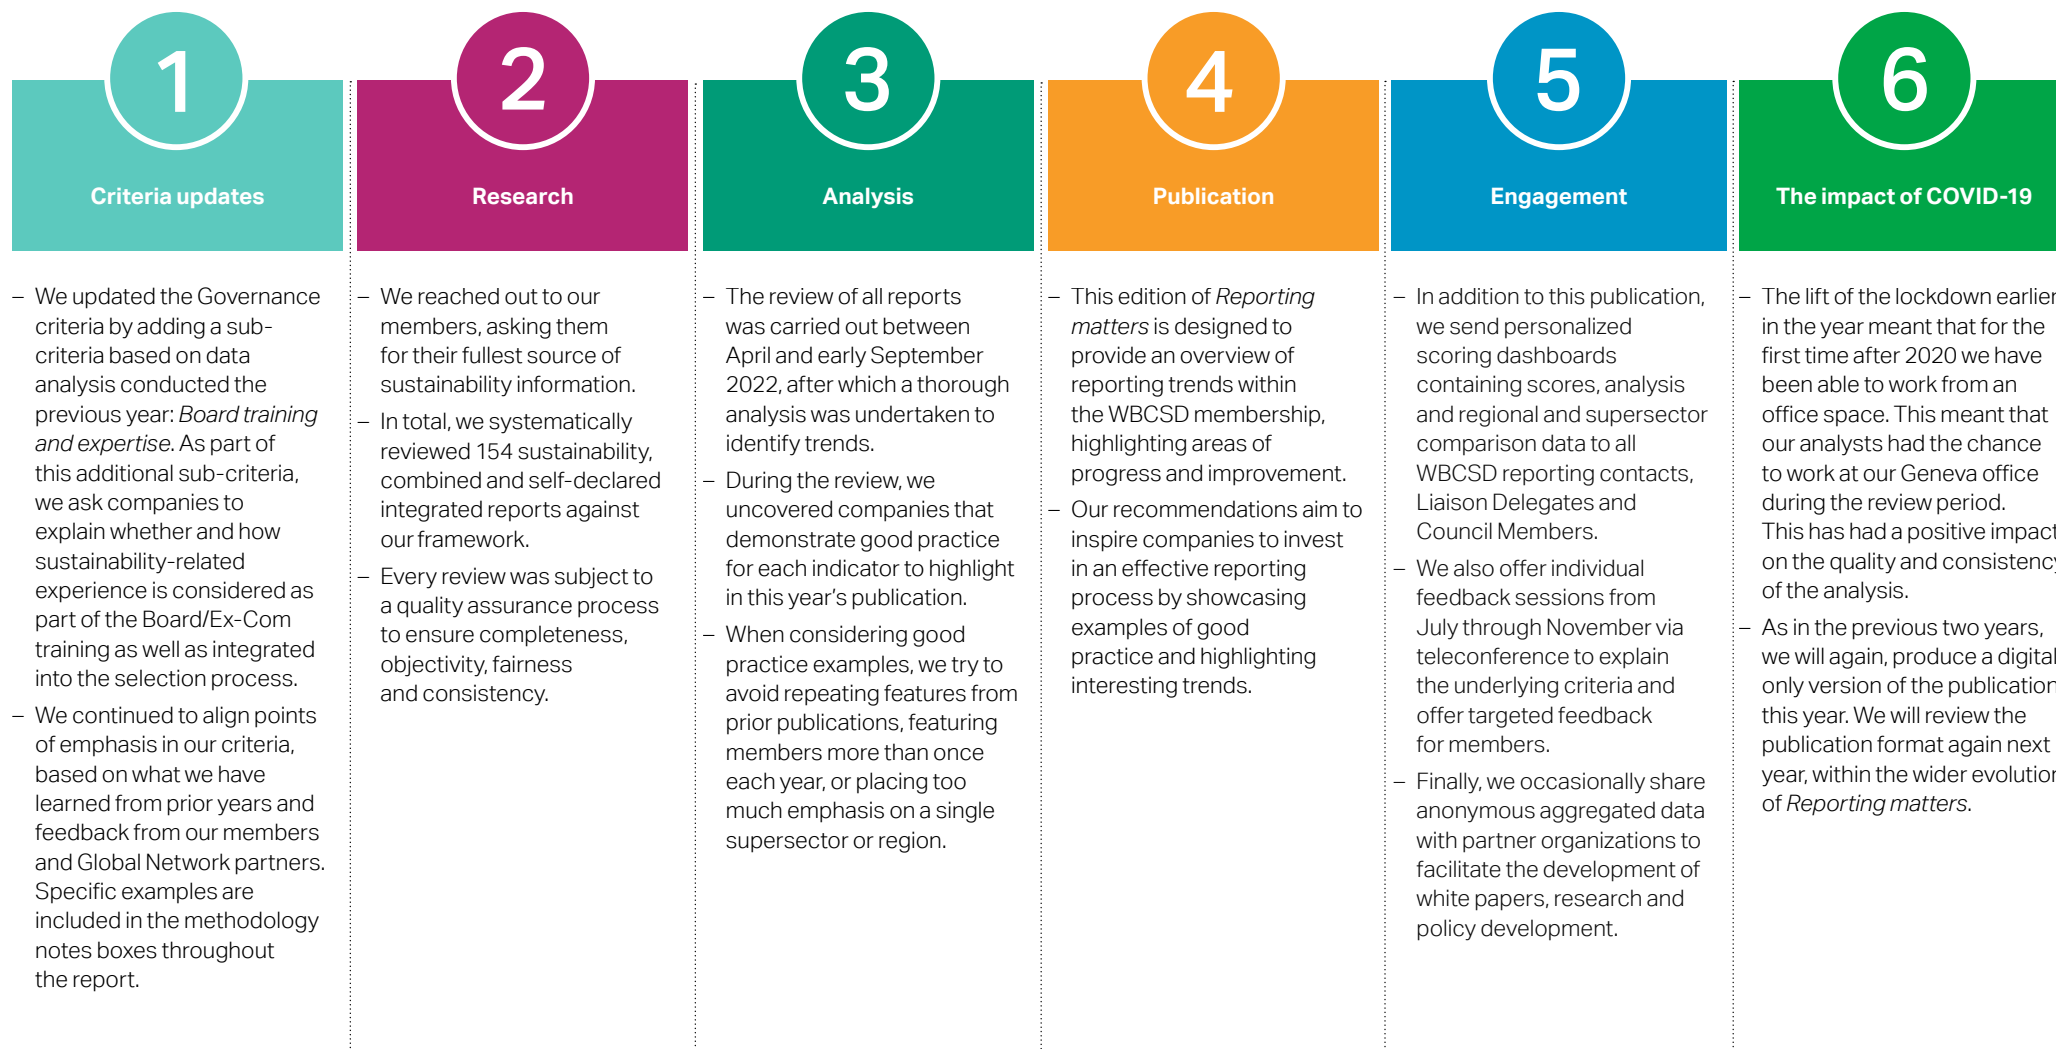 1
Criteria updates
– We updated the Governance
criteria by adding a sub-
criteria based on data
analysis conducted the
previous year: Board training
and expertise. As part of
this additional sub-criteria,
we ask companies to
explain whether and how
sustainability-related
experience is considered as
part of the Board/Ex-Com
training as well as integrated
into the selection process.
– We continued to align points
of emphasis in our criteria,
based on what we have
learned from prior years and
feedback from our members
and Global Network partners.
Specific examples are
included in the methodology
notes boxes throughout
the report.
2
Research
– We reached out to our
members, asking them
for their fullest source of
sustainability information.
– In total, we systematically
reviewed 154 sustainability,
combined and self-declared
integrated reports against
our framework.
– Every review was subject to
a quality assurance process
to ensure completeness,
objectivity, fairness
and consistency.
3
Analysis
– The review of all reports
was carried out between
April and early September
2022, after which a thorough
analysis was undertaken to
identify trends.
– During the review, we
uncovered companies that
demonstrate good practice
for each indicator to highlight
in this year's publication.
– When considering good
practice examples, we try to
avoid repeating features from
prior publications, featuring
members more than once
each year, or placing too
much emphasis on a single
supersector or region.
4
Publication
– This edition of Reporting
matters is designed to
provide an overview of
reporting trends within
the WBCSD membership,
highlighting areas of
progress and improvement.
– Our recommendations aim to
inspire companies to invest
in an effective reporting
process by showcasing
examples of good
practice and highlighting
interesting trends.
5
Engagement
– In addition to this publication,
we send personalized
scoring dashboards
containing scores, analysis
and regional and supersector
comparison data to all
WBCSD reporting contacts,
Liaison Delegates and
Council Members.
– We also offer individual
feedback sessions from
July through November via
teleconference to explain
the underlying criteria and
offer targeted feedback
for members.
– Finally, we occasionally share
anonymous aggregated data
with partner organizations to
facilitate the development of
white papers, research and
policy development.
6
The impact of COVID-19
– The lift of the lockdown earlier
in the year meant that for the
first time after 2020 we have
been able to work from an
office space. This meant that
our analysts had the chance
to work at our Geneva office
during the review period.
This has had a positive impact
on the quality and consistency
of the analysis.
– As in the previous two years,
we will again, produce a digital
only version of the publication
this year. We will review the
publication format again next
year, within the wider evolution
of Reporting matters.